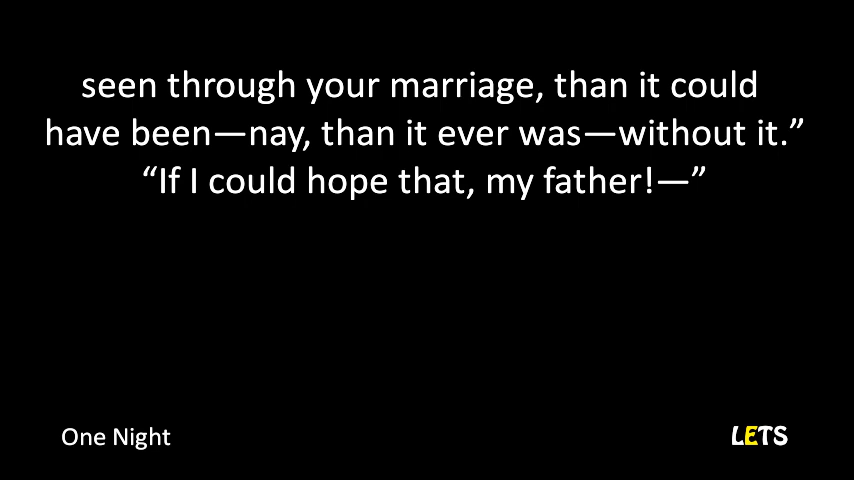 seen through your marriage, than it could
have been—nay, than it ever was—without it.”
“If I could hope that, my father!—”
One Night
LETS